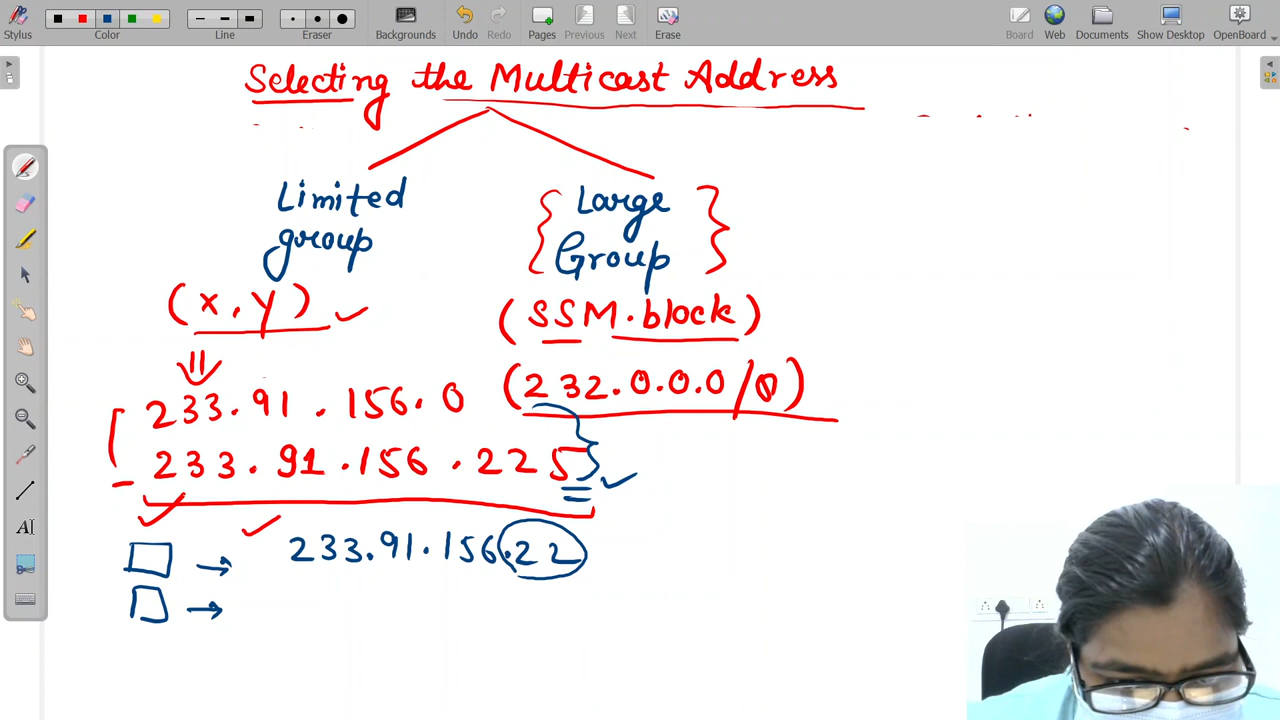 Stylus Color Line Eraser Backgrounds Undo Redo Pages Previous Next Erase Board Web Documents Show Desktop OpenBoard
Selecting the Multicast Address
Limited group
Large Group
(x, y)
(SSM.block)
(232.0.0.0/0)
233.91.156.0
233.91.156.225
233.91.156.22
AI